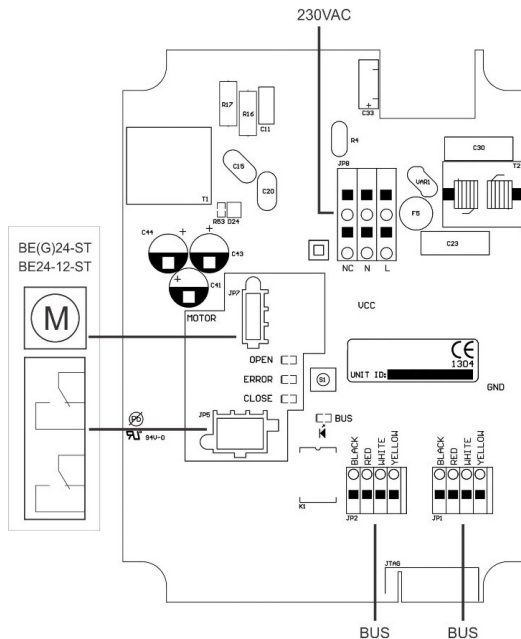 230VAC
R17
R16
C11
C33
R4
C30
T2
VAR1
F5
C23
T1
C15
C20
R53 D24
JP8
NC N L
BE(G)24-ST
BE24-12-ST
M
C44
C43
C41
MOTOR
JP7
VCC
OPEN
ERROR
CLOSE
S1
CE
1304
UNIT ID:
GND
JP5
94V-0
BUS
K1
BLACK
RED
WHITE
YELLOW
JP2
BLACK
RED
WHITE
YELLOW
JP1
JTAG
BUS
BUS